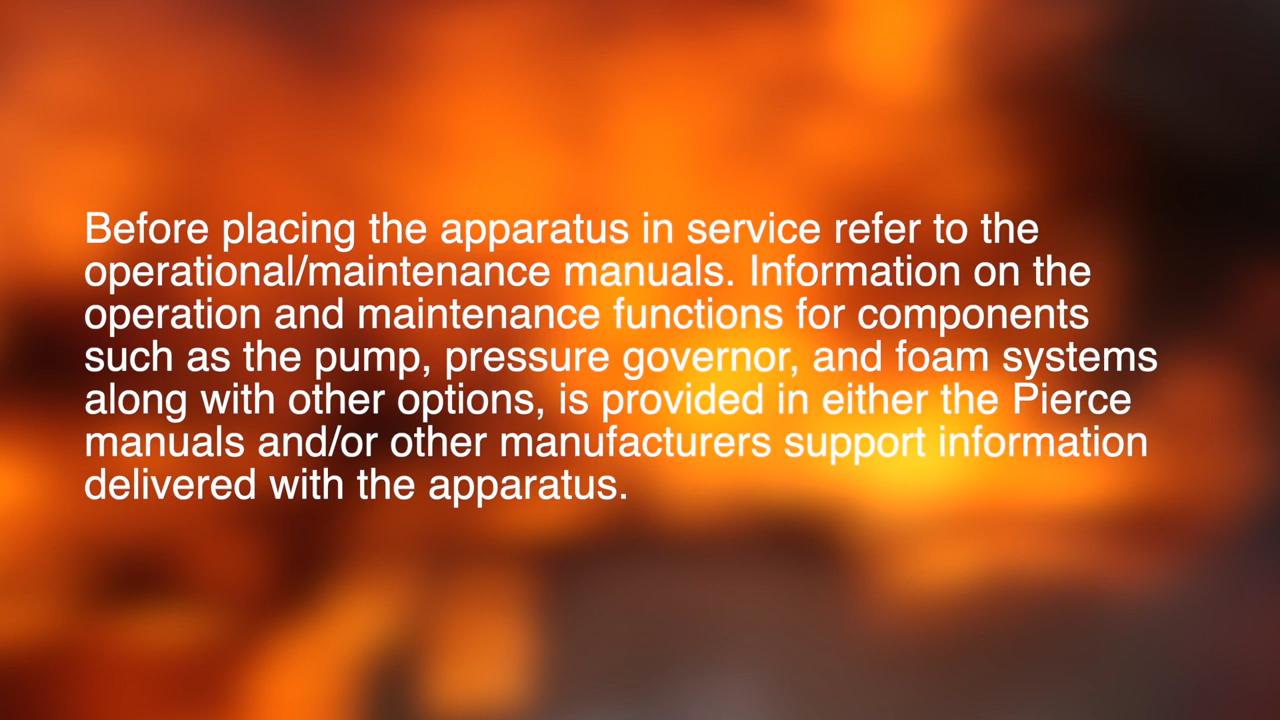 Before placing the apparatus in service refer to the
operational/maintenance manuals. Information on the
operation and maintenance functions for components
such as the pump, pressure governor, and foam systems
along with other options, is provided in either the Pierce
manuals and/or other manufacturers support information
delivered with the apparatus.